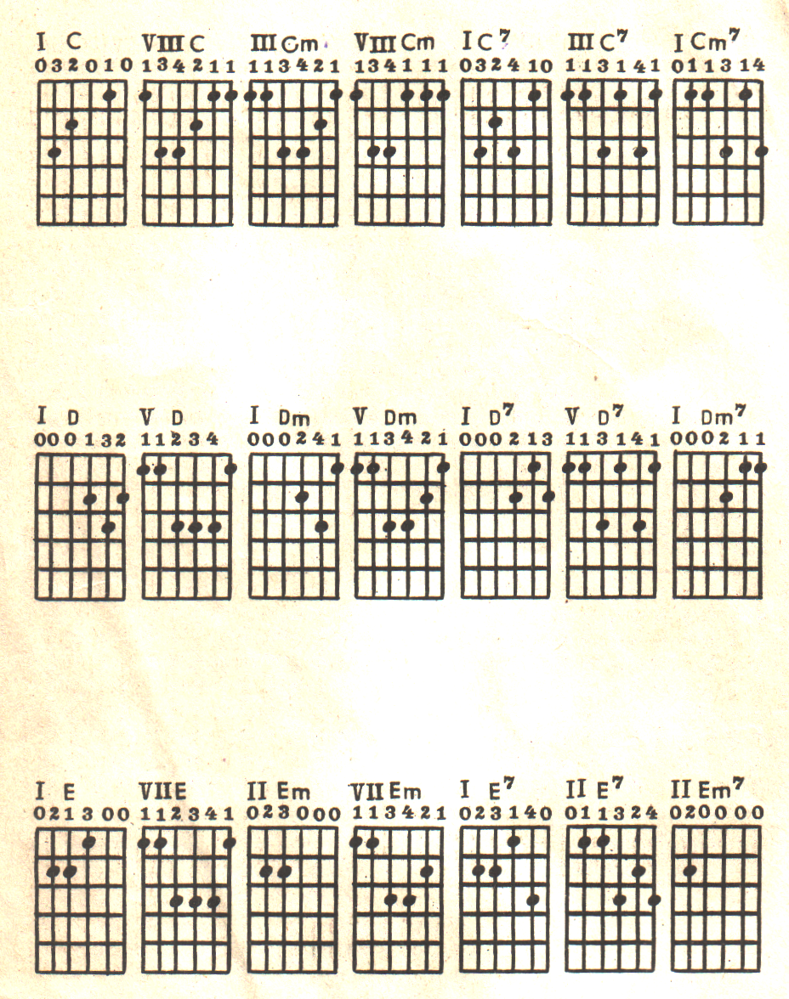 I C VIII C III Cm VIII Cm I C7 III C7 I Cm7
032010 134211 113421 134111 032410 113141 011314
I D V D I Dm V Dm I D7 V D7 I Dm7
000132 11234 000241 113421 000213 113141 000211
I E VII E II Em VII Em I E7 II E7 II Em7
021300 112341 023000 113421 023140 011324 020000